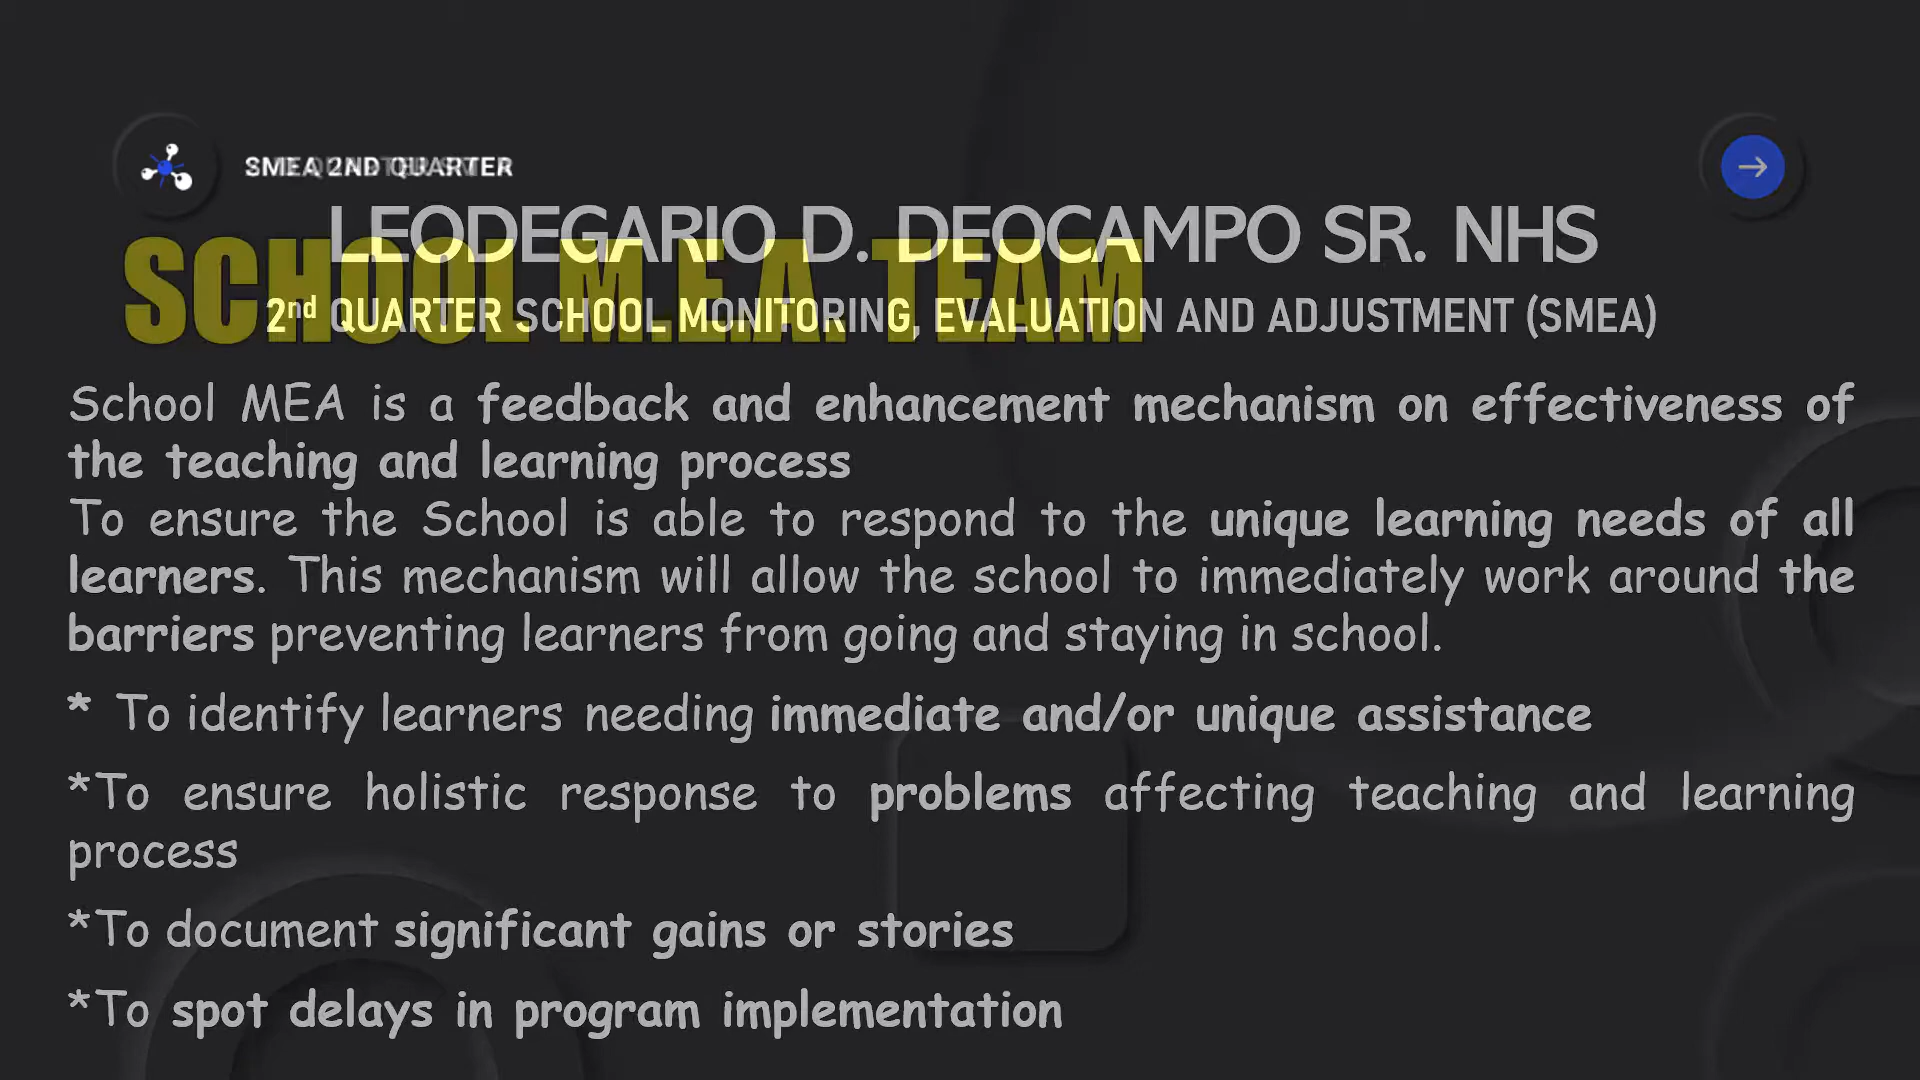 SMEA 2ND QUARTER
LEODEGARIO D. DEOCAMPO SR. NHS
SCHOOL M.E.A. TEAM
2nd QUARTER SCHOOL MONITORING, EVALUATION AND ADJUSTMENT (SMEA)
School MEA is a feedback and enhancement mechanism on effectiveness of
the teaching and learning process
To ensure the School is able to respond to the unique learning needs of all
learners. This mechanism will allow the school to immediately work around the
barriers preventing learners from going and staying in school.
* To identify learners needing immediate and/or unique assistance
*To ensure holistic response to problems affecting teaching and learning
process
*To document significant gains or stories
*To spot delays in program implementation